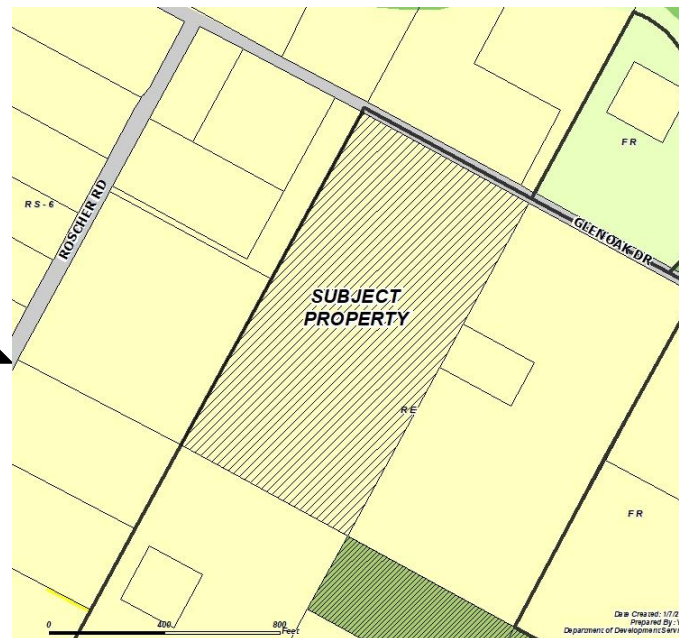 FR
RS-6
ROSCHER RD
GLENOAK DR
SUBJECT
PROPERTY
RE
FR
0 400 800
Feet
Date Created: 1/7/2
Prepared By:
Department of Development Servi